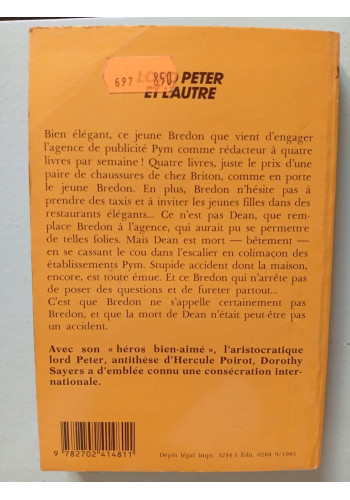 697 850
LORD PETER
ET L'AUTRE
Bien élégant, ce jeune Bredon que vient d'engager
l'agence de publicité Pym comme rédacteur à quatre
livres par semaine ! Quatre livres, juste le prix d'une
paire de chaussures de chez Briton, comme en porte
le jeune Bredon. En plus, Bredon n'hésite pas à
prendre des taxis et à inviter les jeunes filles dans des
restaurants élégants... Ce n'est pas Dean, que rem-
place Bredon à l'agence, qui aurait pu se permettre
de telles folies. Mais Dean est mort — bêtement —
en se cassant le cou dans l'escalier en colimaçon des
établissements Pym. Stupide accident dont la maison,
encore, est toute émue. Et ce Bredon qui n'arrête pas
de poser des questions et de fureter partout...
C'est que Bredon ne s'appelle certainement pas
Bredon, et que la mort de Dean n'était peut-être pas
un accident.
Avec son « héros bien-aimé », l'aristocratique
lord Peter, antithèse d'Hercule Poirot, Dorothy
Sayers a d'emblée connu une consécration inter-
nationale.
9 782702 414811
Dépôt légal Impr. 3244-5 Édit. 0268 9/1983